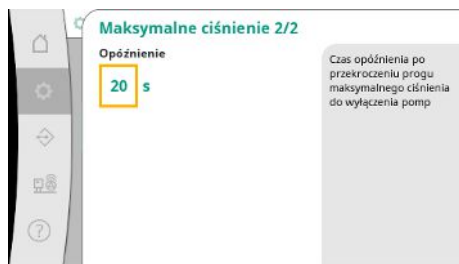 Maksymalne ciśnienie 2/2
Opóźnienie
20 s
Czas opóźnienia po
przekroczeniu progu
maksymalnego ciśnienia
do wyłączenia pomp
?